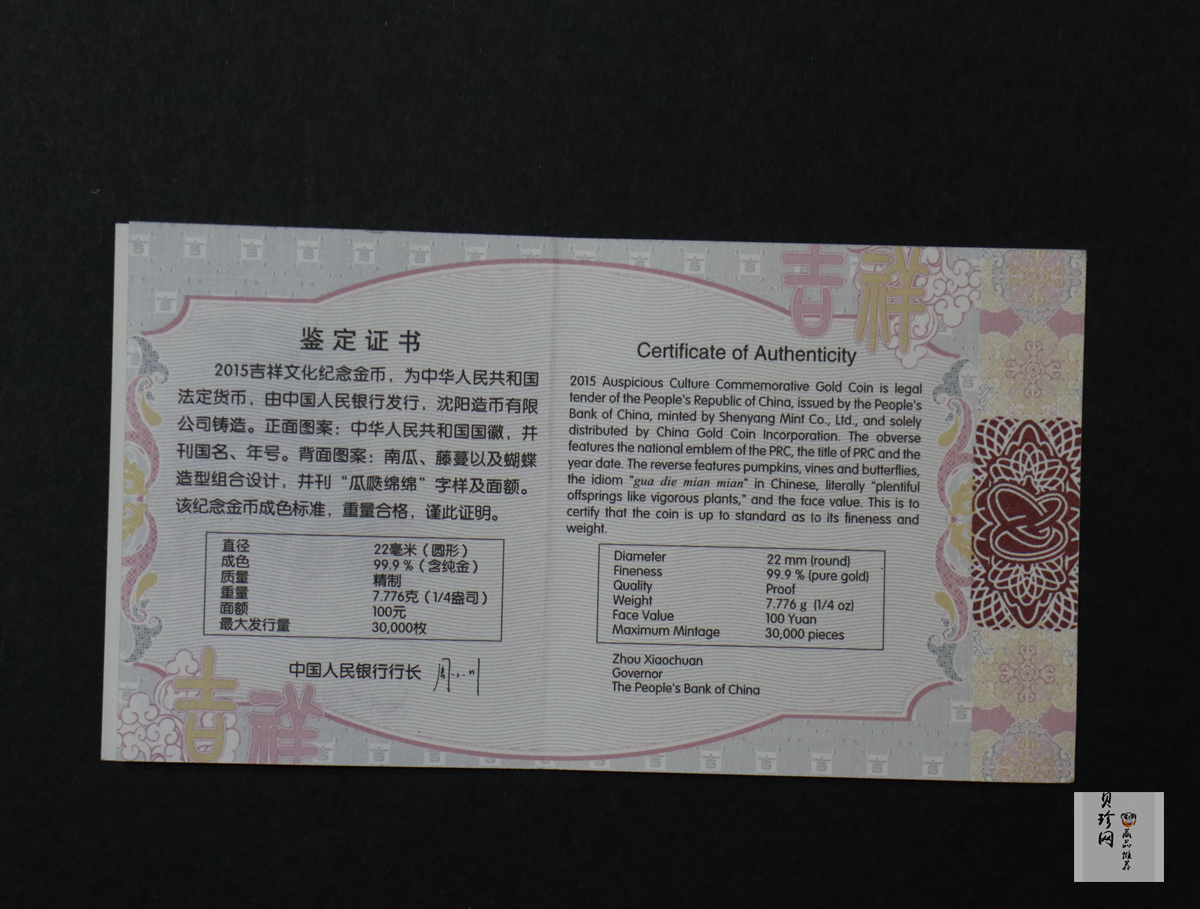 吉祥
鉴定证书
2015吉祥文化纪念金币，为中华人民共和国
法定货币，由中国人民银行发行，沈阳造币有限
公司铸造。正面图案：中华人民共和国国徽，并
刊国名、年号。背面图案：南瓜、藤蔓以及蝴蝶
造型组合设计，并刊“瓜瓞绵绵”字样及面额。
该纪念金币成色标准，重量合格，谨此证明。
直径 22毫米（圆形）
成色 99.9％（含纯金）
质量 精制
重量 7.776克（1/4盎司）
面额 100元
最大发行量 30,000枚
中国人民银行行长
吉祥
Certificate of Authenticity
2015 Auspicious Culture Commemorative Gold Coin is legal
tender of the People's Republic of China, issued by the People's
Bank of China, minted by Shenyang Mint Co., Ltd., and solely
distributed by China Gold Coin Incorporation. The obverse
features the national emblem of the PRC, the title of PRC and the
year date. The reverse features pumpkins, vines and butterflies,
the idiom "gua die mian mian" in Chinese, literally "plentiful
offsprings like vigorous plants," and the face value. This is to
certify that the coin is up to standard as to its fineness and
weight.
Diameter 22 mm (round)
Fineness 99.9 % (pure gold)
Quality Proof
Weight 7.776 g (1/4 oz)
Face Value 100 Yuan
Maximum Mintage 30,000 pieces
Zhou Xiaochuan
Governor
The People's Bank of China
贝珍网
藏品推荐